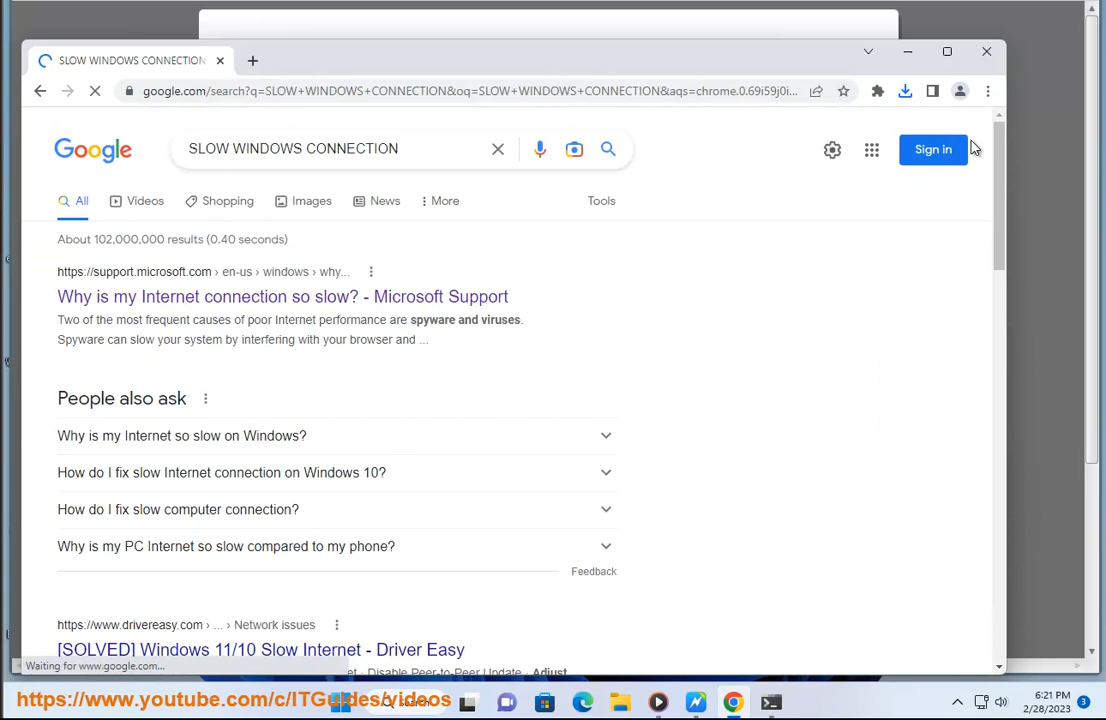 SLOW WINDOWS CONNECTION
google.com/search?q=SLOW+WINDOWS+CONNECTION&oq=SLOW+WINDOWS+CONNECTION&aqs=chrome.0.69i59j0i...
Google
SLOW WINDOWS CONNECTION
Sign in
All
Videos
Shopping
Images
News
More
Tools
About 102,000,000 results (0.40 seconds)
https://support.microsoft.com › en-us › windows › why...
Why is my Internet connection so slow? - Microsoft Support
Two of the most frequent causes of poor Internet performance are spyware and viruses.
Spyware can slow your system by interfering with your browser and ...
People also ask
Why is my Internet so slow on Windows?
How do I fix slow Internet connection on Windows 10?
How do I fix slow computer connection?
Why is my PC Internet so slow compared to my phone?
Feedback
https://www.drivereasy.com › ... › Network issues
[SOLVED] Windows 11/10 Slow Internet - Driver Easy
Disable Peer-to-Peer Update · Adjust
Waiting for www.google.com...
https://www.youtube.com/c/ITGuides/videos
6:21 PM
2/28/2023
3